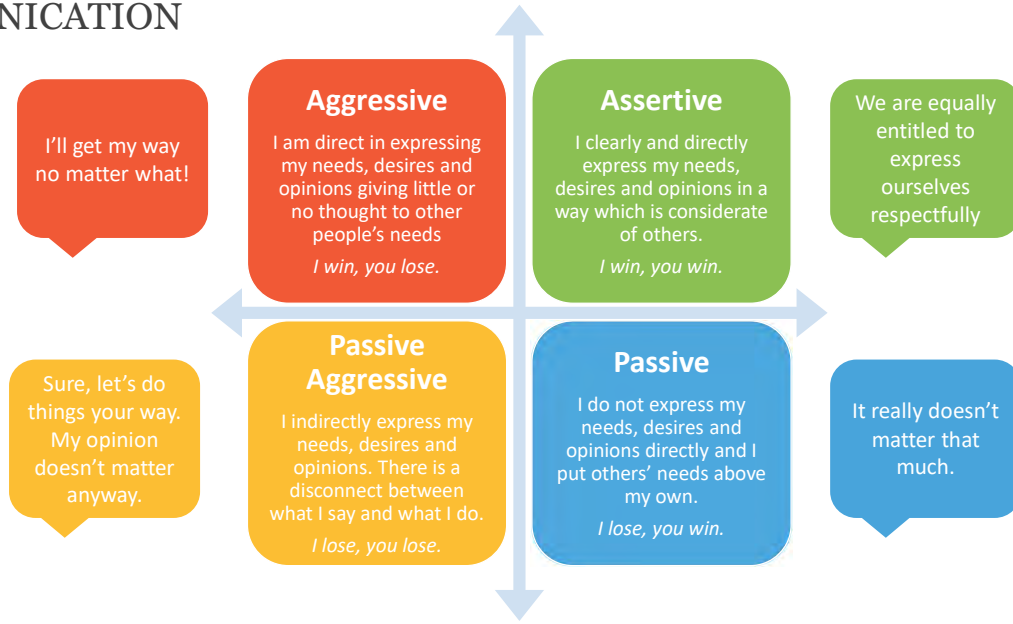 NICATION
I'll get my way
no matter what!
Aggressive
I am direct in expressing
my needs, desires and
opinions giving little or
no thought to other
people's needs
I win, you lose.
Assertive
I clearly and directly
express my needs,
desires and opinions in a
way which is considerate
of others.
I win, you win.
We are equally
entitled to
express
ourselves
respectfully
Sure, let's do
things your way.
My opinion
doesn't matter
anyway.
Passive
Aggressive
I indirectly express my
needs, desires and
opinions. There is a
disconnect between
what I say and what I do.
I lose, you lose.
Passive
I do not express my
needs, desires and
opinions directly and I
put others' needs above
my own.
I lose, you win.
It really doesn't
matter that
much.